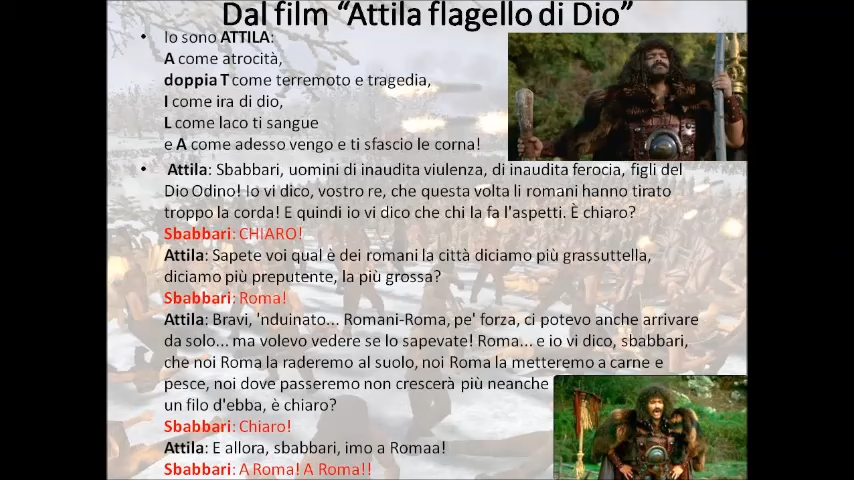 Dal film “Attila flagello di Dio”
• Io sono ATTILA:
A come atrocità,
doppia T come terremoto e tragedia,
I come ira di dio,
L come laco ti sangue
e A come adesso vengo e ti sfascio le corna!
• Attila: Sbabbari, uomini di inaudita viulenza, di inaudita ferocia, figli del
Dio Odino! Io vi dico, vostro re, che questa volta li romani hanno tirato
troppo la corda! E quindi io vi dico che chi la fa l'aspetti. È chiaro?
Sbabbari: CHIARO!
Attila: Sapete voi qual è dei romani la città diciamo più grassuttella,
diciamo più preputente, la più grossa?
Sbabbari: Roma!
Attila: Bravi, 'nduinato... Romani-Roma, pe' forza, ci potevo anche arrivare
da solo... ma volevo vedere se lo sapevate! Roma... e io vi dico, sbabbari,
che noi Roma la raderemo al suolo, noi Roma la metteremo a carne e
pesce, noi dove passeremo non crescerà più neanche
un filo d'ebba, è chiaro?
Sbabbari: Chiaro!
Attila: E allora, sbabbari, imo a Romaa!
Sbabbari: A Roma! A Roma!!